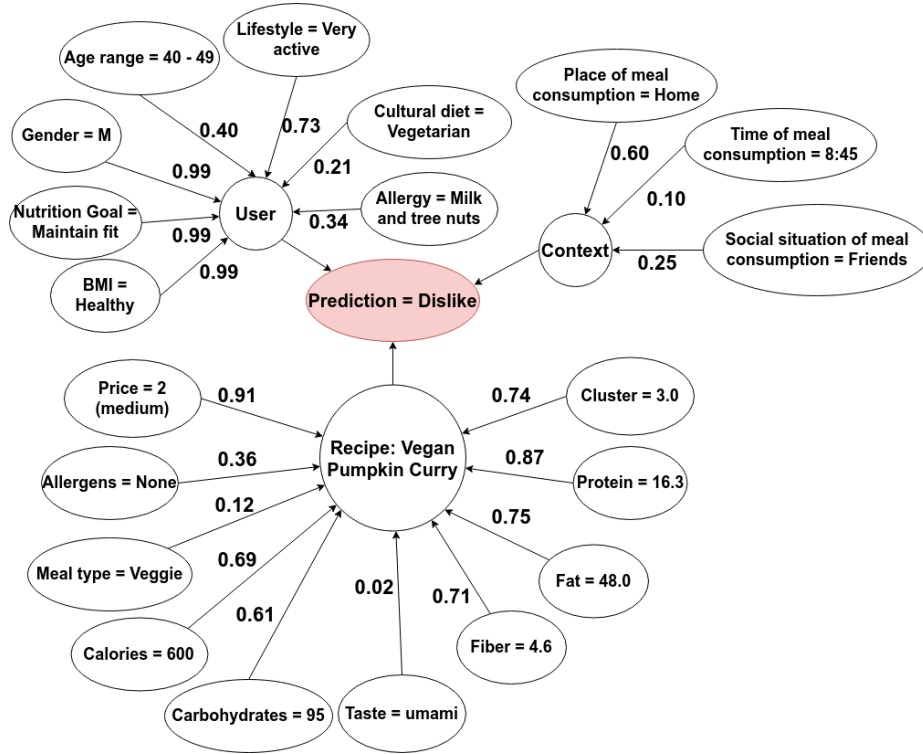 Lifestyle = Very
active
Age range = 40 - 49
Cultural diet =
Vegetarian
Gender = M
Allergy = Milk
and tree nuts
Nutrition Goal =
Maintain fit
BMI =
Healthy
0.40
0.73
0.21
0.99
0.34
0.99
0.99
User
Place of meal
consumption = Home
Time of meal
consumption = 8:45
Social situation of meal
consumption = Friends
0.60
0.10
0.25
Context
Prediction = Dislike
Price = 2
(medium)
0.91
Allergens = None
0.36
Meal type = Veggie
0.12
Calories = 600
0.69
Carbohydrates = 95
0.61
Taste = umami
0.02
Fiber = 4.6
0.71
Fat = 48.0
0.75
Protein = 16.3
0.87
Cluster = 3.0
0.74
Recipe: Vegan
Pumpkin Curry